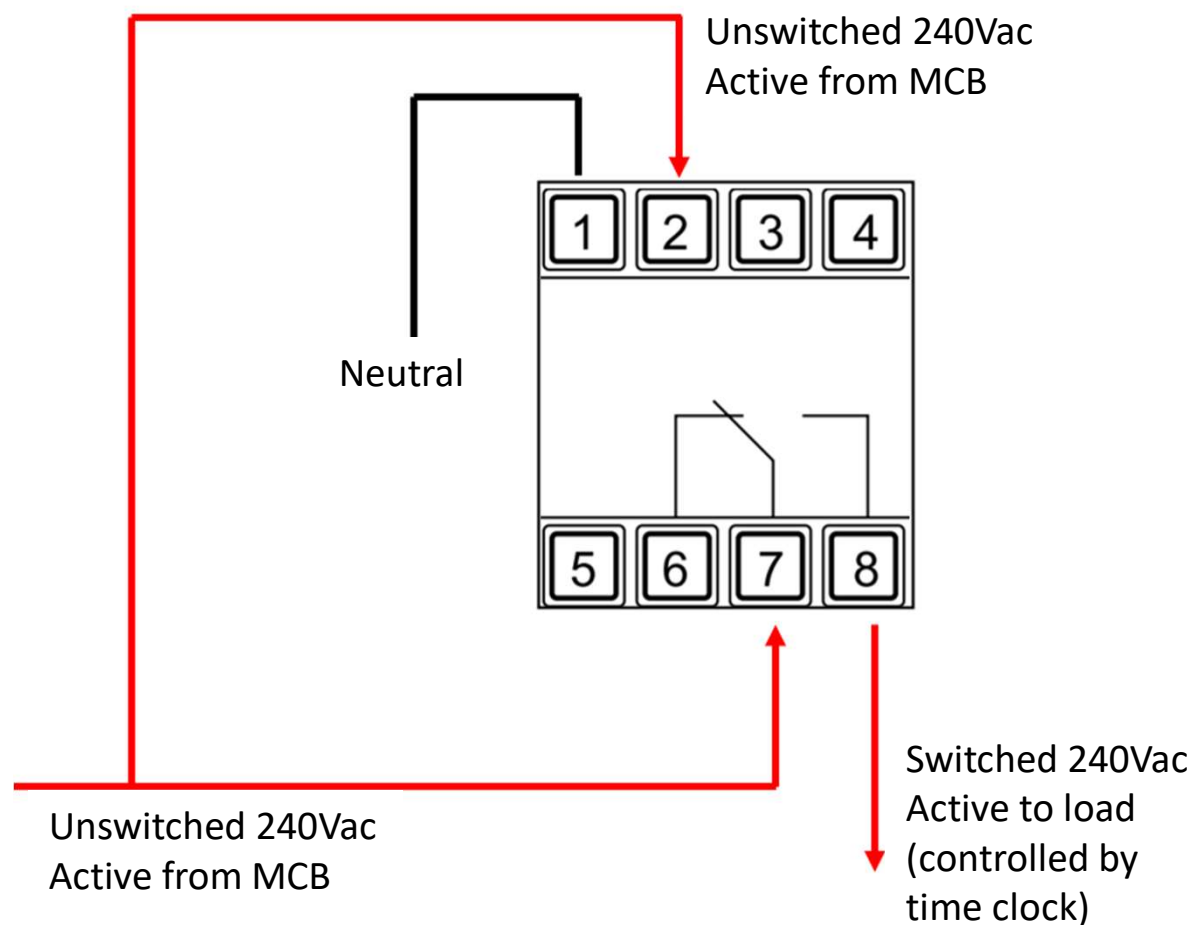 Unswitched 240Vac
Active from MCB
1 2 3 4
Neutral
5 6 7 8
Switched 240Vac
Active to load
(controlled by
time clock)
Unswitched 240Vac
Active from MCB